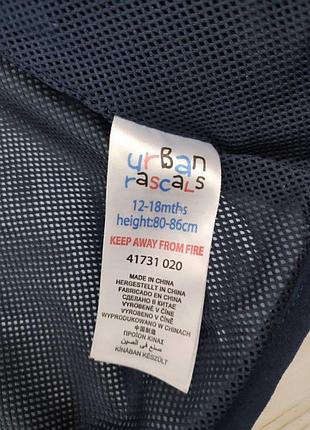 urBan
rascals
12-18mths
height:80-86cm
KEEP AWAY FROM FIRE
41731 020
MADE IN CHINA
HERGESTELLT IN CHINA
FABRICADO EN CHINA
СДЕЛАНО В КИТАЕ
VYROBENO V ČÍNE
VYROBENO V ČÍNĚ
WYPRODUKOWANO W CHINACH
中国制造
ΠΡΟΪΟΝ ΚΙΝΑΣ
صنع في الصين
KÍNÁBAN KÉSZÜLT